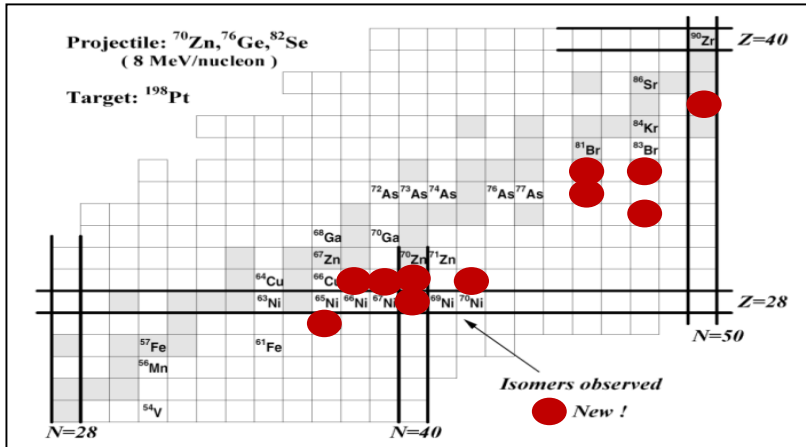 Projectile: ⁷⁰Zn,⁷⁶Ge,⁸²Se
( 8 MeV/nucleon )
Target: ¹⁹⁸Pt
⁹⁰Zr Z=40
⁸⁶Sr
⁸⁴Kr
⁸¹Br ⁸³Br
⁷²As ⁷³As ⁷⁴As ⁷⁶As ⁷⁷As
⁶⁸Ga ⁷⁰Ga
⁶⁷Zn ⁷⁰Zn ⁷¹Zn
⁶⁴Cu ⁶⁶Cu
⁶³Ni ⁶⁵Ni ⁶⁶Ni ⁶⁷Ni ⁶⁹Ni ⁷⁰Ni Z=28
N=50
⁵⁷Fe ⁶¹Fe
⁵⁶Mn
Isomers observed
New !
⁵⁴V
N=28 N=40